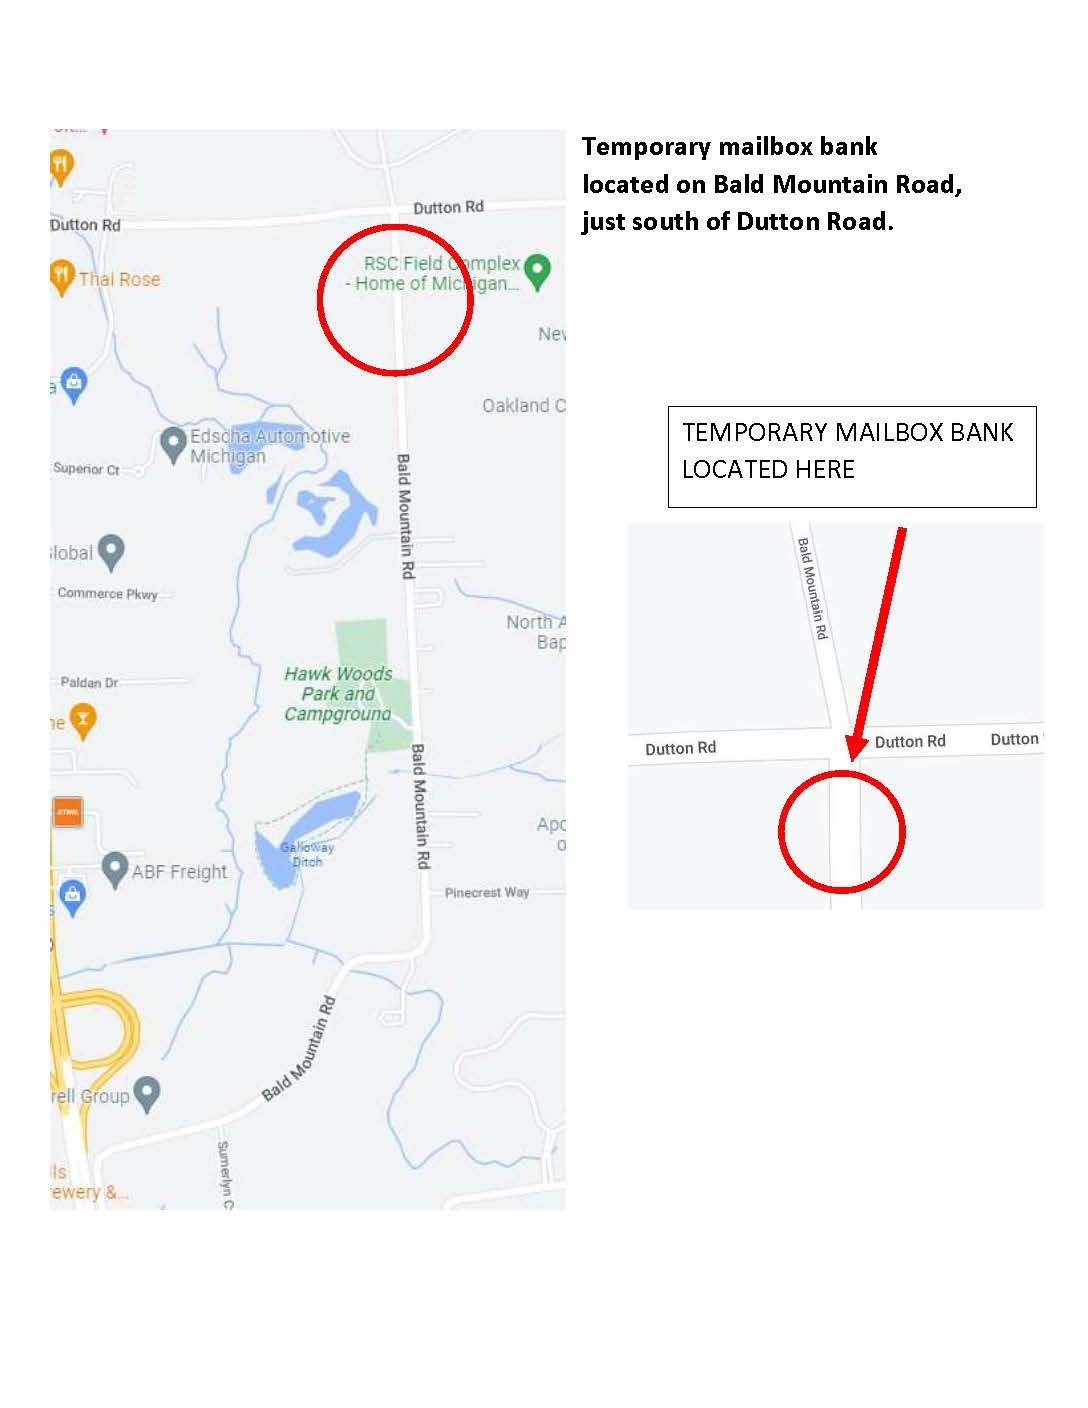 Temporary mailbox bank
located on Bald Mountain Road,
just south of Dutton Road.
Dutton Rd
Dutton Rd
RSC Field Complex
- Home of Michigan...
Thai Rose
Nev
Oakland C
Edscha Automotive
Michigan
Superior Ct
Bald Mountain Rd
Global
Commerce Pkwy
North A
Bap
Hawk Woods
Park and
Campground
Paldan Dr
ne
Bald Mountain Rd
STIHL
Apo
o
Galloway
Ditch
ABF Freight
Pinecrest Way
Bald Mountain Rd
rell Group
Sumerlyn C
lls
rewery &...
TEMPORARY MAILBOX BANK
LOCATED HERE
Bald Mountain Rd
Dutton Rd
Dutton Rd
Dutton